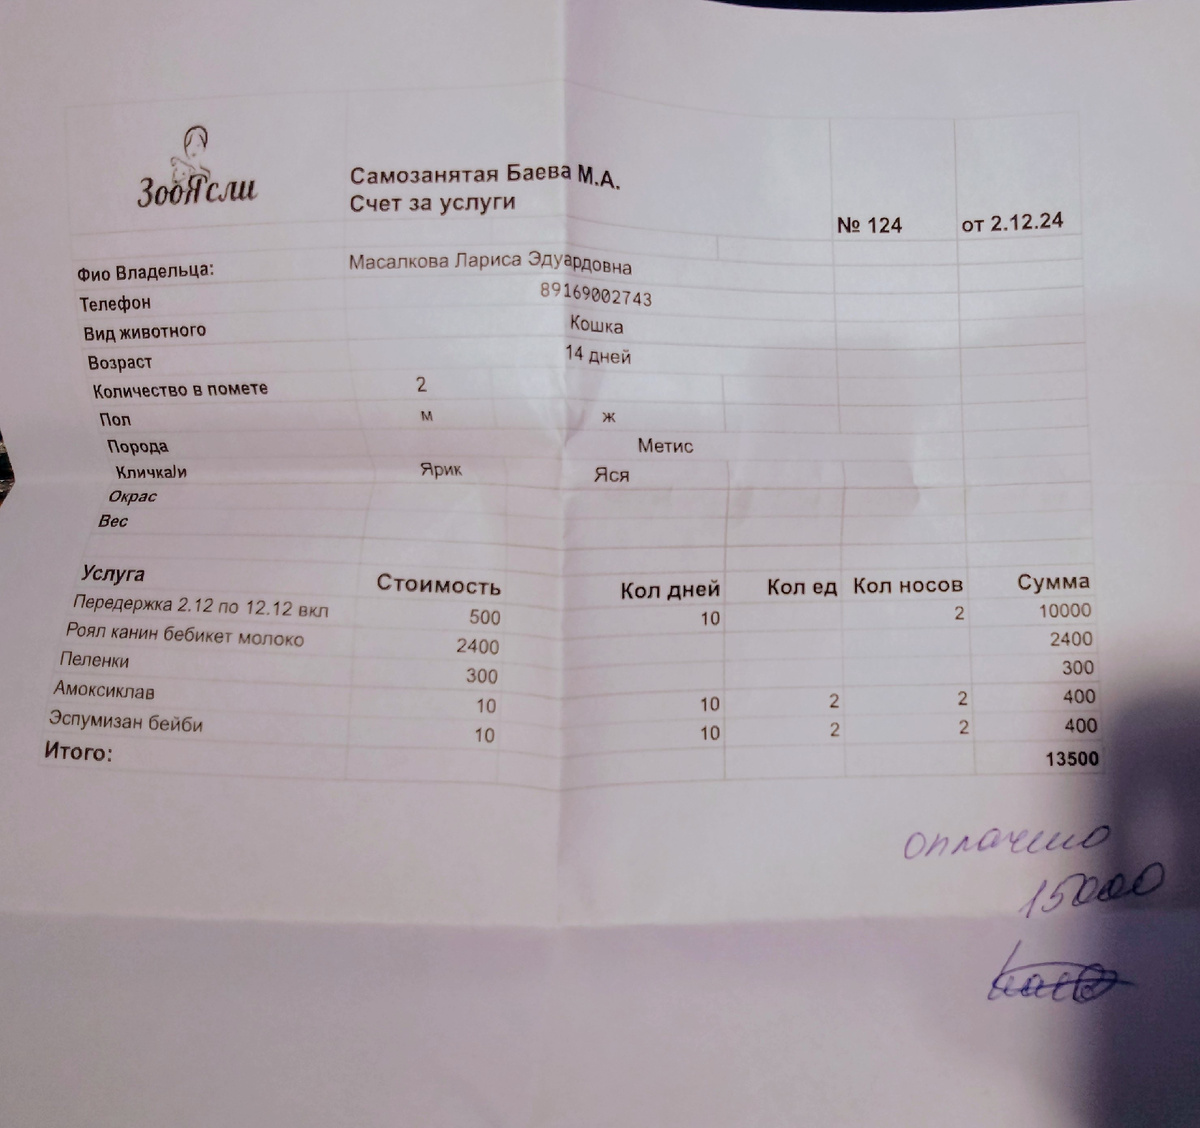 ЗооЯсли
Самозанятая Баева М.А.
Счет за услуги
№ 124 от 2.12.24
Фио Владельца: Масалкова Лариса Эдуардовна
Телефон 89169002743
Вид животного Кошка
Возраст 14 дней
Количество в помете 2
Пол м ж
Порода Метис
Кличка/и Ярик Яся
Окрас
Вес
Услуга Стоимость Кол дней Кол ед Кол носов Сумма
Передержка 2.12 по 12.12 вкл 500 10 2 10000
Роял канин бебикет молоко 2400 2400
Пеленки 300 300
Амоксиклав 10 10 2 2 400
Эспумизан бейби 10 10 2 2 400
Итого: 13500
оплачено
15000